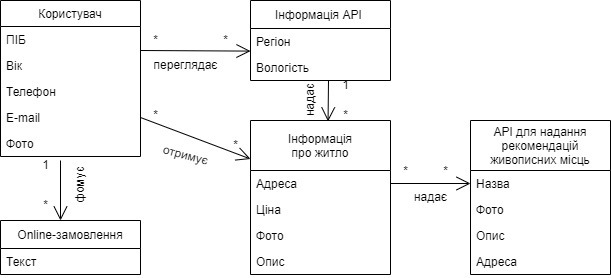 Користувач
ПІБ
Вік
Телефон
E-mail
Фото
* *
переглядає
Інформація API
Регіон
Вологість
1
надає
*
* *
отримує
Інформація
про житло
Адреса
Ціна
Фото
Опис
* *
надає
API для надання
рекомендацій
живописних місць
Назва
Фото
Опис
Адреса
1
фомує
*
Online-замовлення
Текст